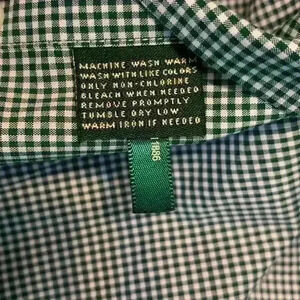 MACHINE WASH WARM
WASH WITH LIKE COLORS
ONLY NON-CHLORINE
BLEACH WHEN NEEDED
REMOVE PROMPTLY
TUMBLE DRY LOW
WARM IRON IF NEEDED
1886